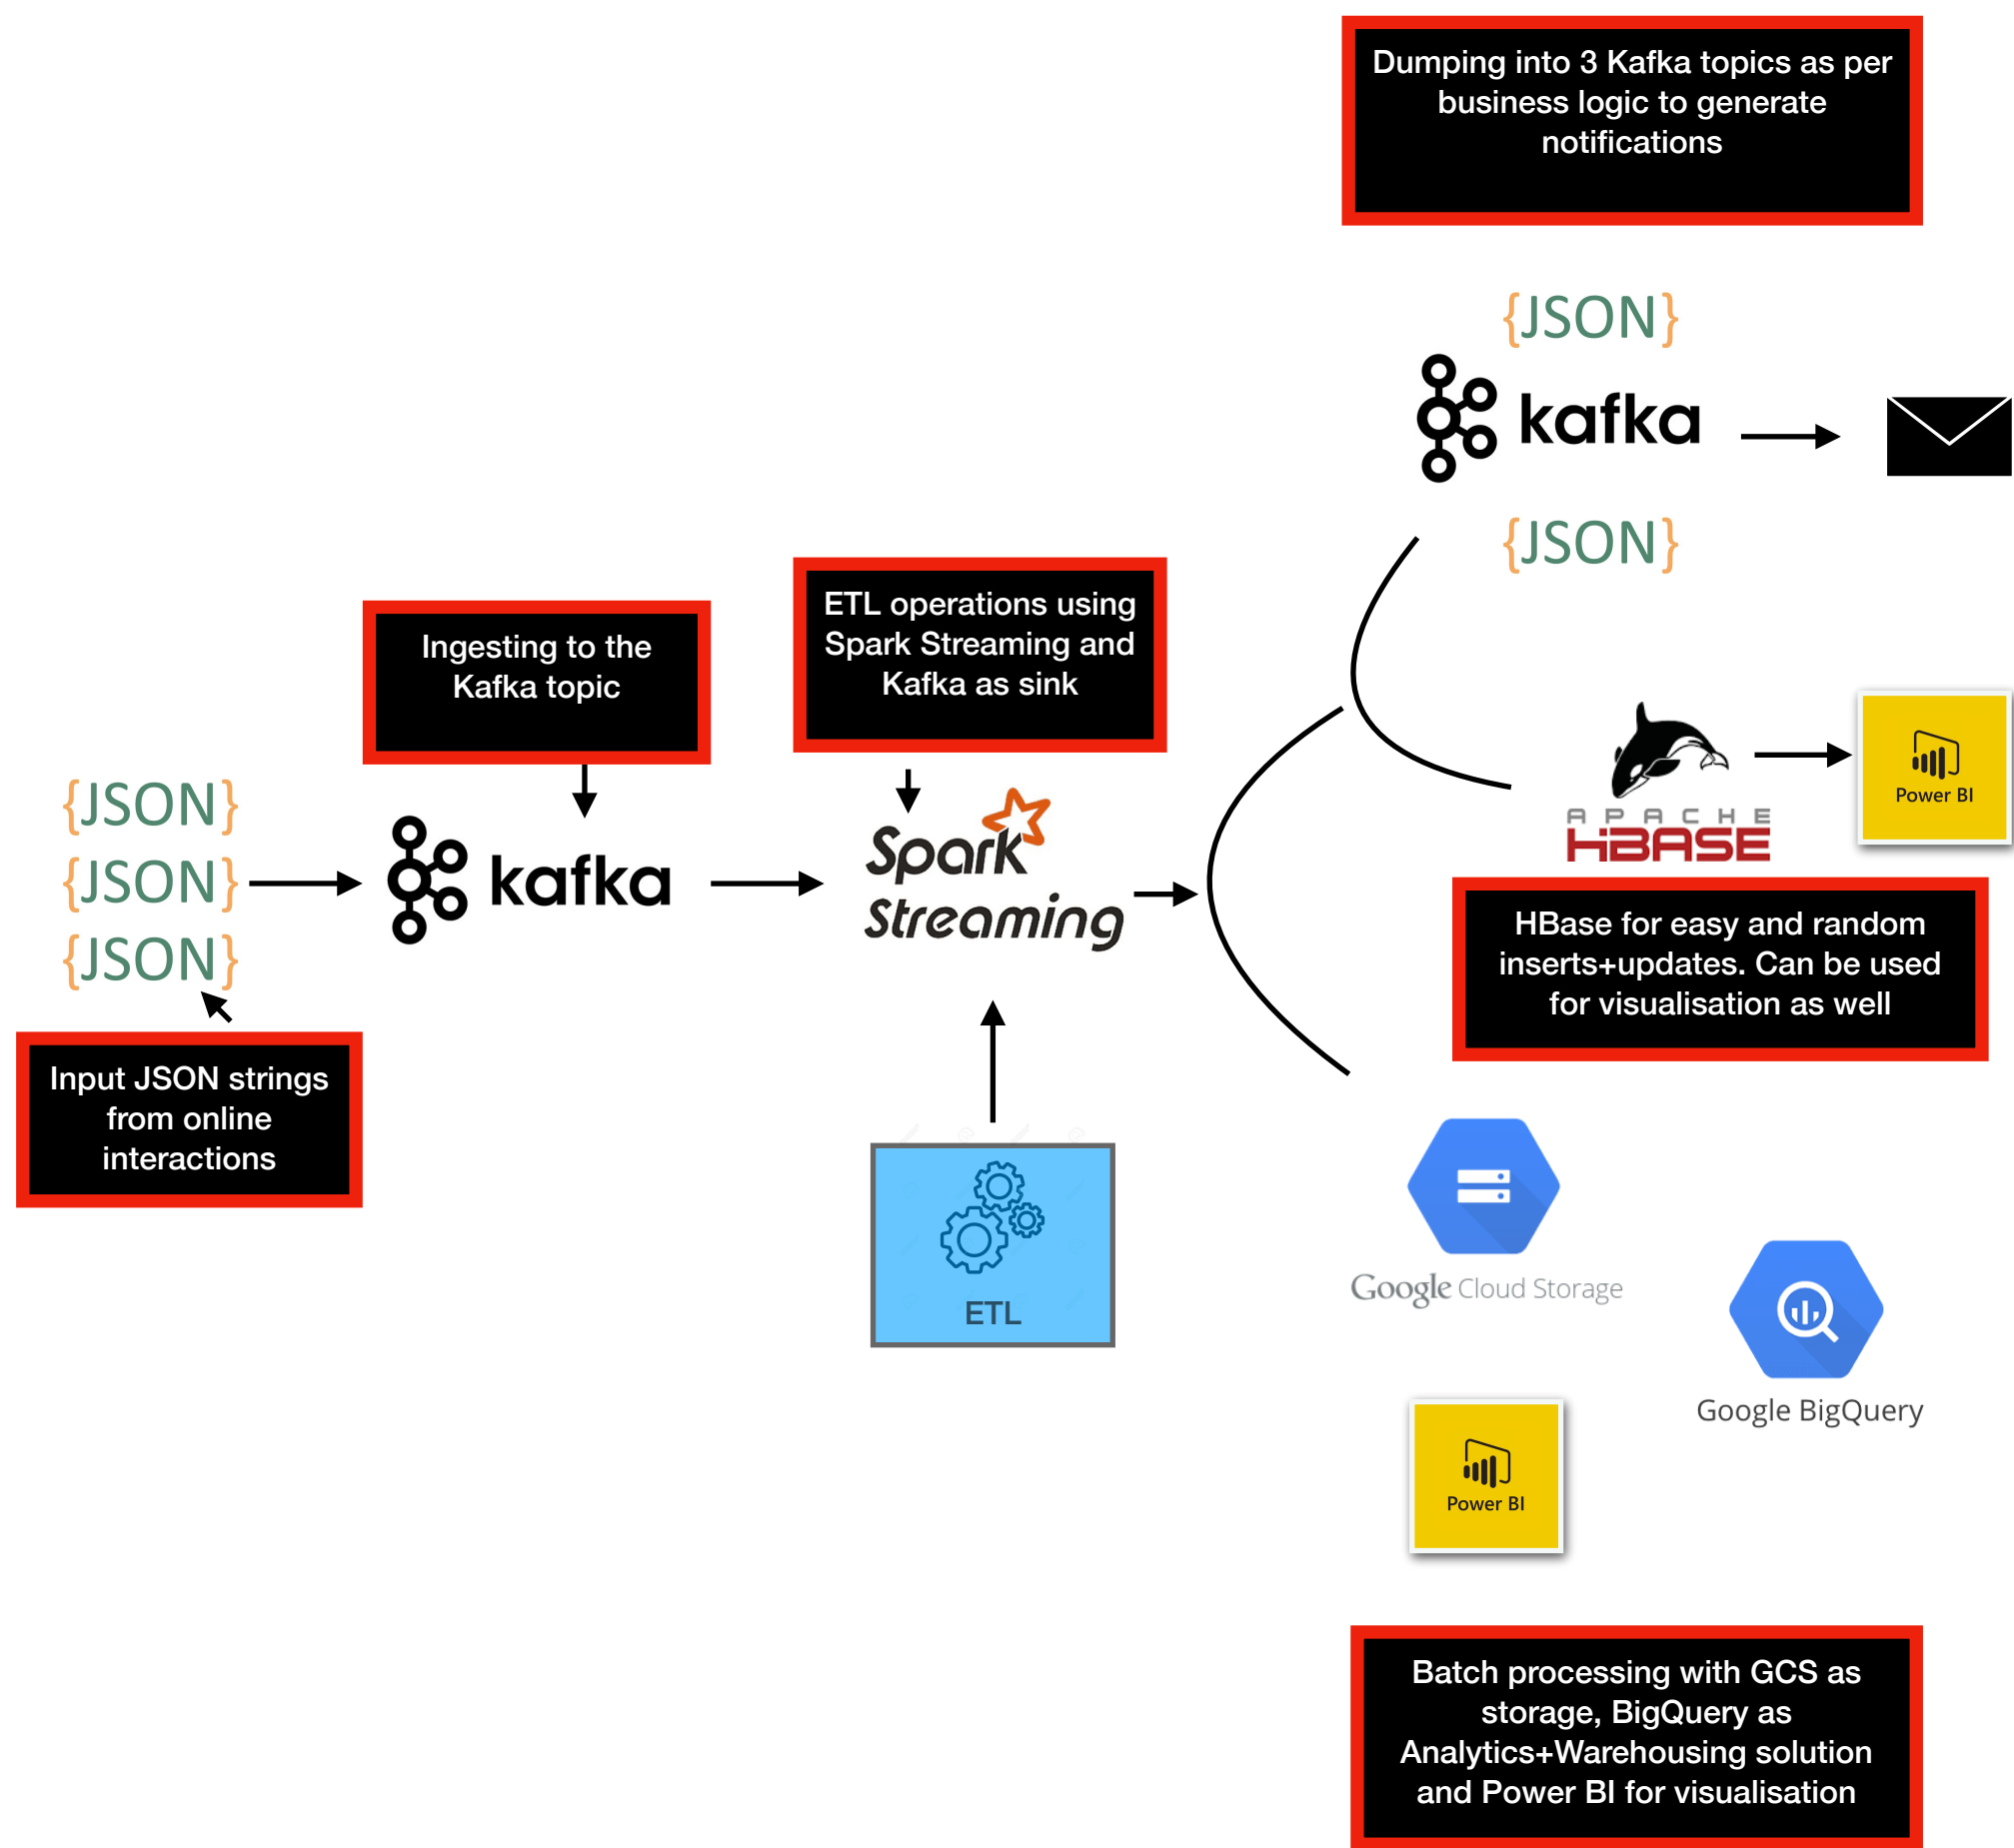 Dumping into 3 Kafka topics as per
business logic to generate
notifications
{JSON}
kafka
{JSON}
Ingesting to the
Kafka topic
ETL operations using
Spark Streaming and
Kafka as sink
{JSON}
{JSON}
{JSON}
kafka
Spark
Streaming
APACHE
HBASE
Power BI
HBase for easy and random
inserts+updates. Can be used
for visualisation as well
Input JSON strings
from online
interactions
ETL
Google Cloud Storage
Google BigQuery
Power BI
Batch processing with GCS as
storage, BigQuery as
Analytics+Warehousing solution
and Power BI for visualisation